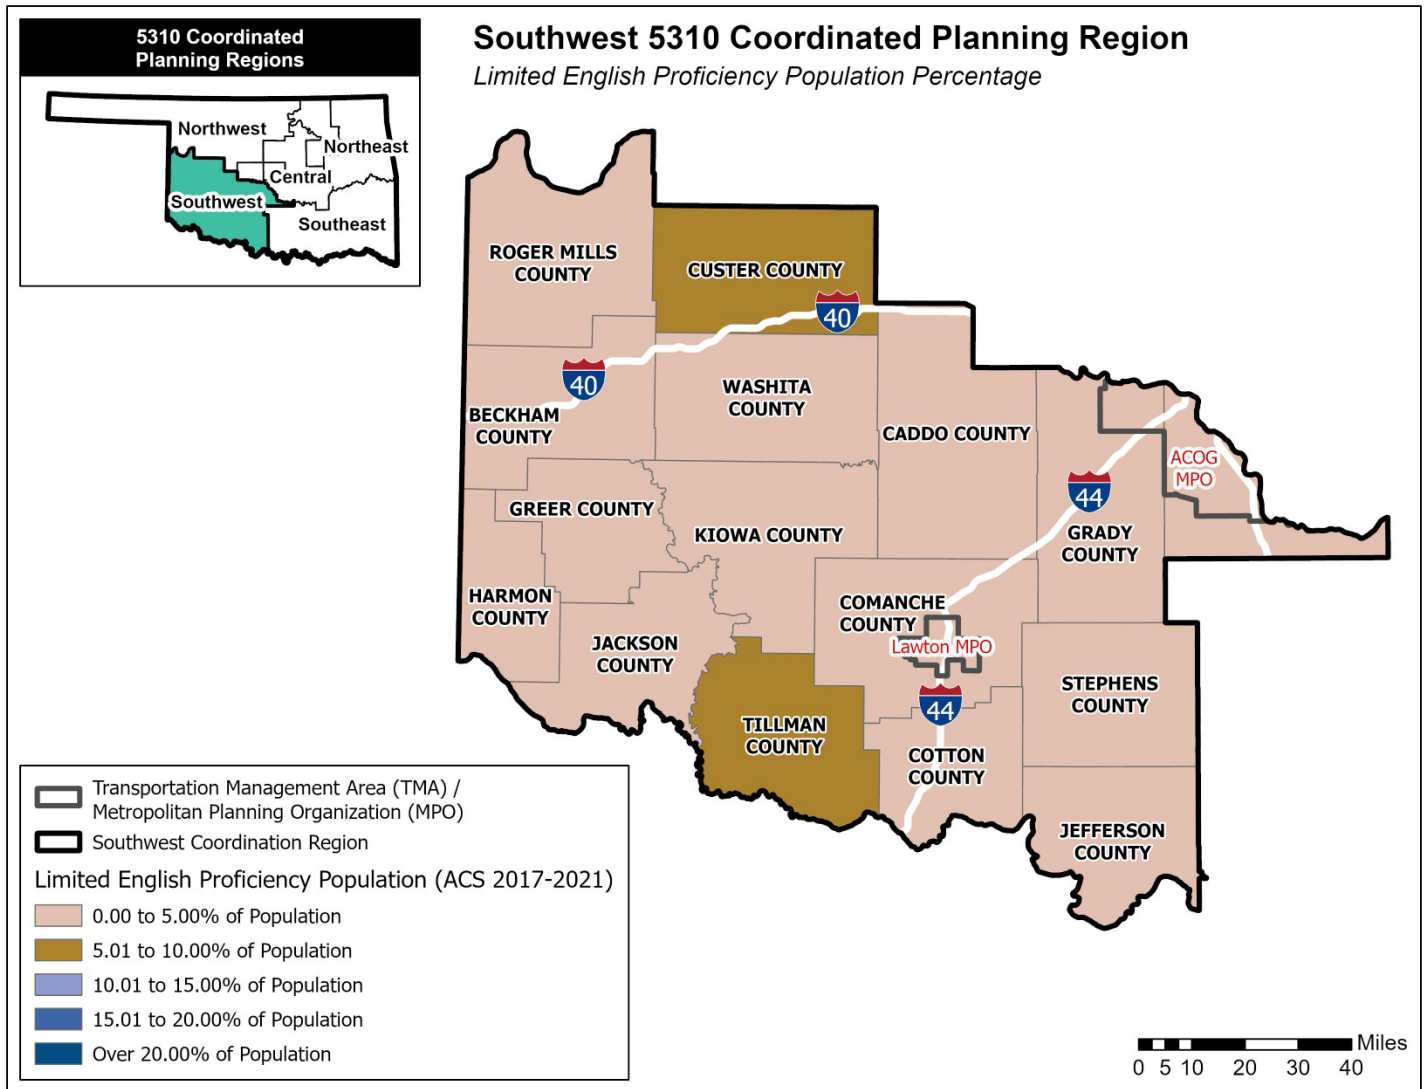 5310 Coordinated
Planning Regions
Northwest
Northeast
Central
Southwest
Southeast
Southwest 5310 Coordinated Planning Region
Limited English Proficiency Population Percentage
ROGER MILLS
COUNTY
CUSTER COUNTY
40
40
WASHITA
COUNTY
BECKHAM
COUNTY
CADDO COUNTY
ACOG
MPO
44
GREER COUNTY
KIOWA COUNTY
GRADY
COUNTY
HARMON
COUNTY
COMANCHE
COUNTY
JACKSON
COUNTY
Lawton MPO
STEPHENS
COUNTY
44
TILLMAN
COUNTY
COTTON
COUNTY
JEFFERSON
COUNTY
Transportation Management Area (TMA) /
Metropolitan Planning Organization (MPO)
Southwest Coordination Region
Limited English Proficiency Population (ACS 2017-2021)
0.00 to 5.00% of Population
5.01 to 10.00% of Population
10.01 to 15.00% of Population
15.01 to 20.00% of Population
Over 20.00% of Population
Miles
0 5 10 20 30 40